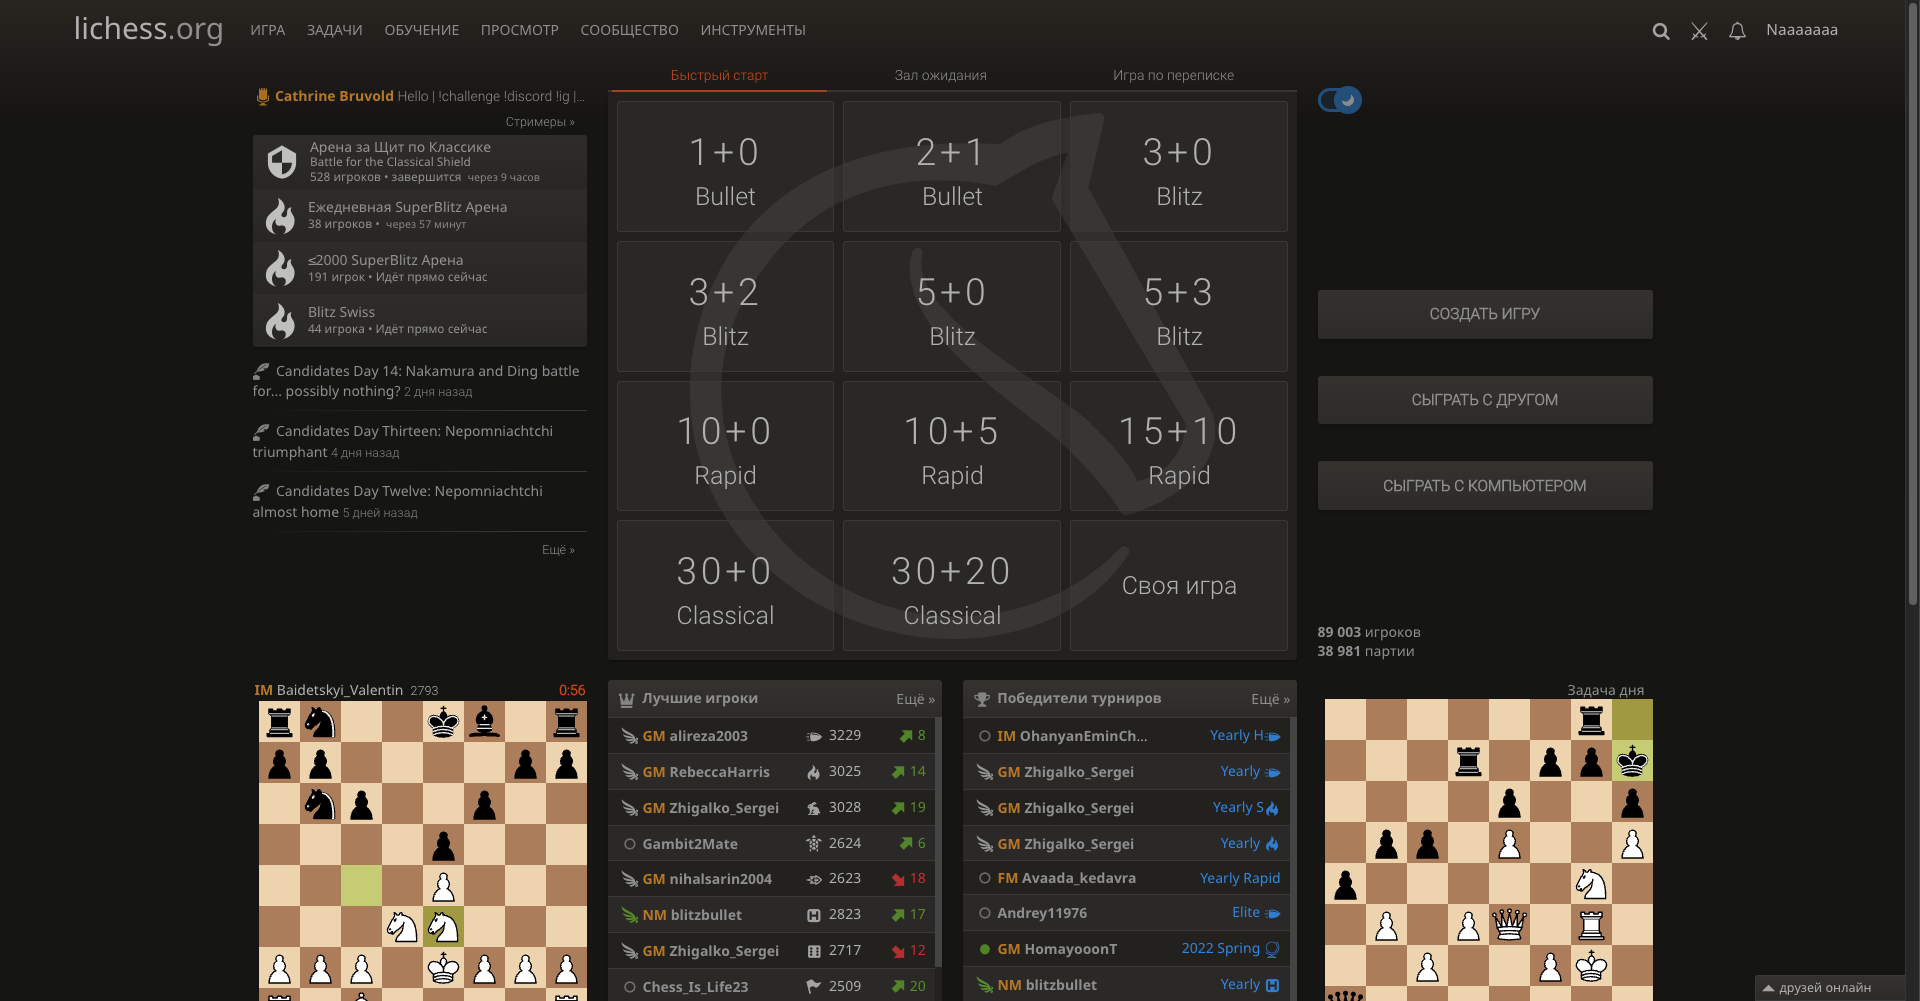 lichess.org ИГРА ЗАДАЧИ ОБУЧЕНИЕ ПРОСМОТР СООБЩЕСТВО ИНСТРУМЕНТЫ Naaaaaaa
Быстрый старт Зал ожидания Игра по переписке
Cathrine Bruvold Hello | !challenge !discord !ig |...
Стримеры »
Арена за Щит по Классике
Battle for the Classical Shield
528 игроков • завершится через 9 часов
Ежедневная SuperBlitz Арена
38 игроков • через 57 минут
≤2000 SuperBlitz Арена
191 игрок • Идёт прямо сейчас
Blitz Swiss
44 игрока • Идёт прямо сейчас
Candidates Day 14: Nakamura and Ding battle
for... possibly nothing? 2 дня назад
Candidates Day Thirteen: Nepomniachtchi
triumphant 4 дня назад
Candidates Day Twelve: Nepomniachtchi
almost home 5 дней назад
Ещё »
1+0 2+1 3+0
Bullet Bullet Blitz
3+2 5+0 5+3
Blitz Blitz Blitz
10+0 10+5 15+10
Rapid Rapid Rapid
30+0 30+20 Своя игра
Classical Classical
СОЗДАТЬ ИГРУ
СЫГРАТЬ С ДРУГОМ
СЫГРАТЬ С КОМПЬЮТЕРОМ
89 003 игроков
38 981 партии
IM Baidetskyi_Valentin 2793 0:56
Лучшие игроки Ещё »
GM alireza2003 3229 8
GM RebeccaHarris 3025 14
GM Zhigalko_Sergei 3028 19
Gambit2Mate 2624 6
GM nihalsarin2004 2623 18
NM blitzbullet 2823 17
GM Zhigalko_Sergei 2717 12
Chess_Is_Life23 2509 20
Победители турниров Ещё »
IM OhanyanEminCh... Yearly H
GM Zhigalko_Sergei Yearly
GM Zhigalko_Sergei Yearly S
GM Zhigalko_Sergei Yearly
FM Avaada_kedavra Yearly Rapid
Andrey11976 Elite
GM HomayooonT 2022 Spring
NM blitzbullet Yearly
Задача дня
друзей онлайн